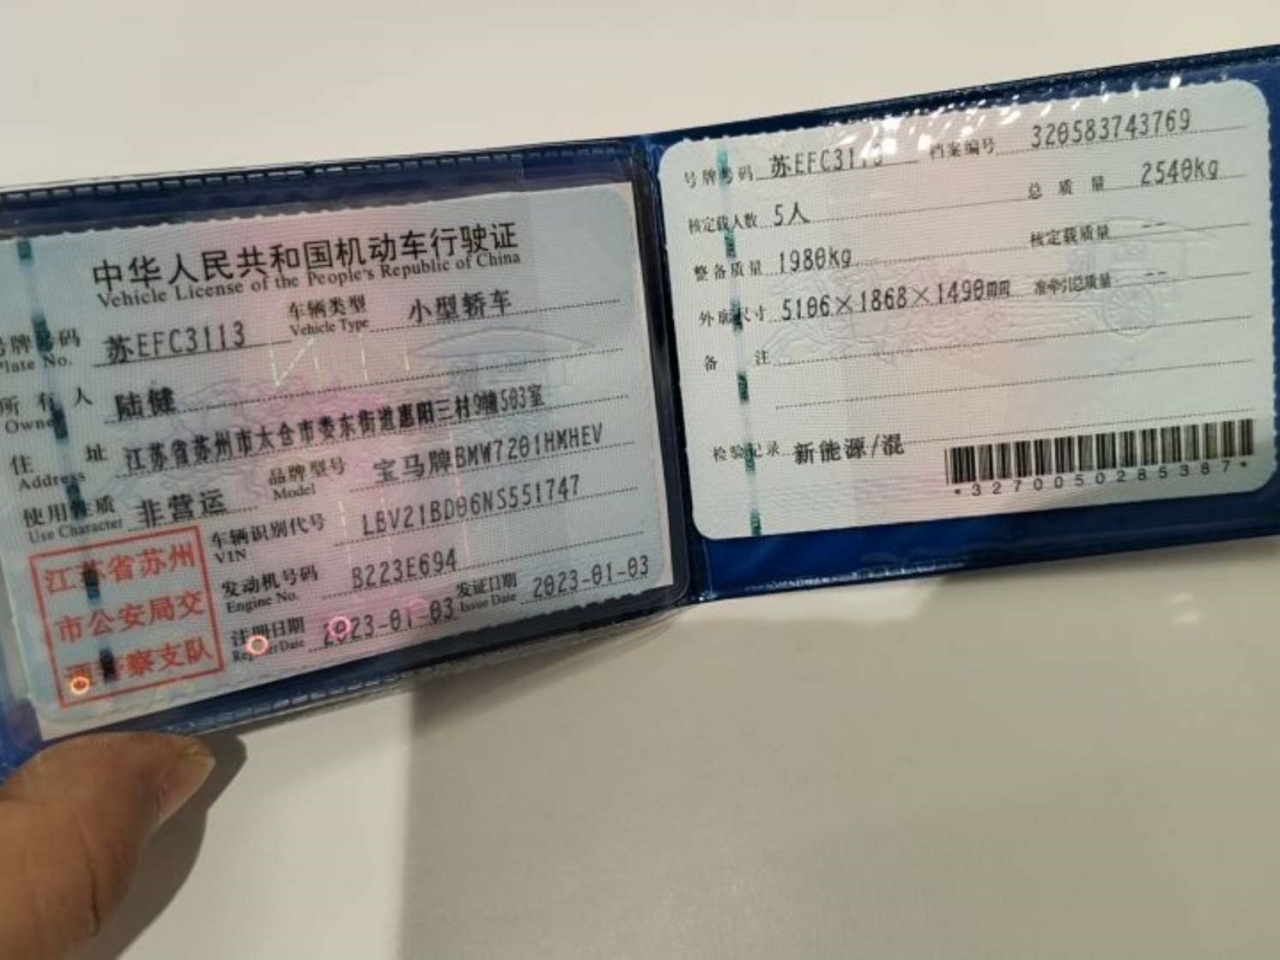 中华人民共和国机动车行驶证
Vehicle License of the People's Republic of China
号牌号码 苏EFC3113 车辆类型 小型轿车
Plate No. Vehicle Type
所有人 陆健
Owner
住址 江苏省苏州市太仓市娄东街道惠阳三村9幢503室
Address
使用性质 非营运 品牌型号 宝马牌BMW7201HMHEV
Use Character Model
车辆识别代号 LBV21BD06NS551747
VIN
发动机号码 B223E694 发证日期 2023-01-03
Engine No. Issue Date
注册日期 2023-01-03
Register Date
江苏省苏州
市公安局交
通警察支队
号牌号码 苏EFC3113 档案编号 320583743769
核定载人数 5人 总质量 2540kg
整备质量 1980kg 核定载质量 --
外廓尺寸 5106×1868×1490mm 准牵引总质量 --
备注
检验记录 新能源/混
*3270050285387*